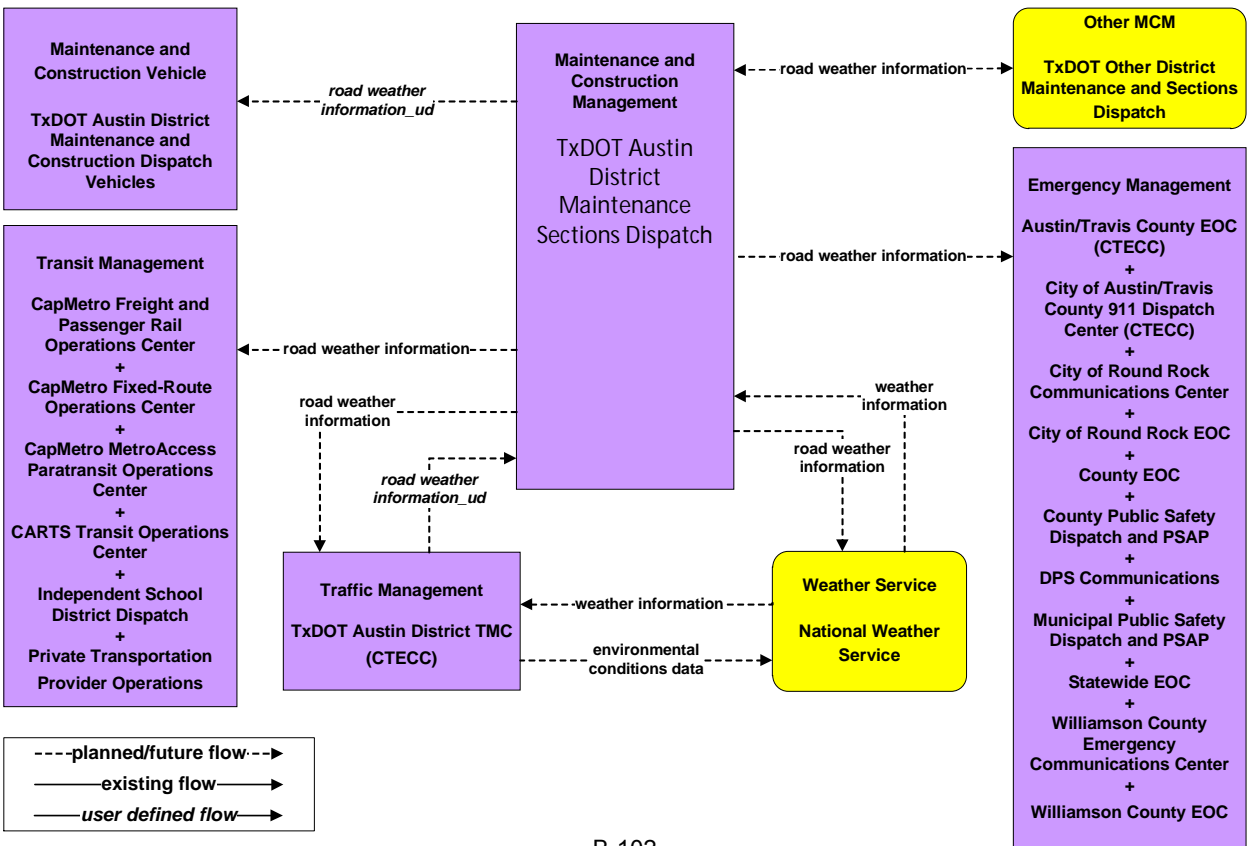 Maintenance and
Construction Vehicle
TxDOT Austin District
Maintenance and
Construction Dispatch
Vehicles
road weather
information_ud
Maintenance and
Construction
Management
TxDOT Austin
District
Maintenance
Sections Dispatch
road weather information
Other MCM
TxDOT Other District
Maintenance and Sections
Dispatch
Transit Management
CapMetro Freight and
Passenger Rail
Operations Center
+
CapMetro Fixed-Route
Operations Center
+
CapMetro MetroAccess
Paratransit Operations
Center
+
CARTS Transit Operations
Center
+
Independent School
District Dispatch
+
Private Transportation
Provider Operations
road weather information
road weather
information
road weather
information_ud
road weather information
weather
information
road weather
information
Traffic Management
TxDOT Austin District TMC
(CTECC)
weather information
environmental
conditions data
Weather Service
National Weather
Service
Emergency Management
Austin/Travis County EOC
(CTECC)
+
City of Austin/Travis
County 911 Dispatch
Center (CTECC)
+
City of Round Rock
Communications Center
+
City of Round Rock EOC
+
County EOC
+
County Public Safety
Dispatch and PSAP
+
DPS Communications
+
Municipal Public Safety
Dispatch and PSAP
+
Statewide EOC
+
Williamson County
Emergency
Communications Center
+
Williamson County EOC
planned/future flow
existing flow
user defined flow